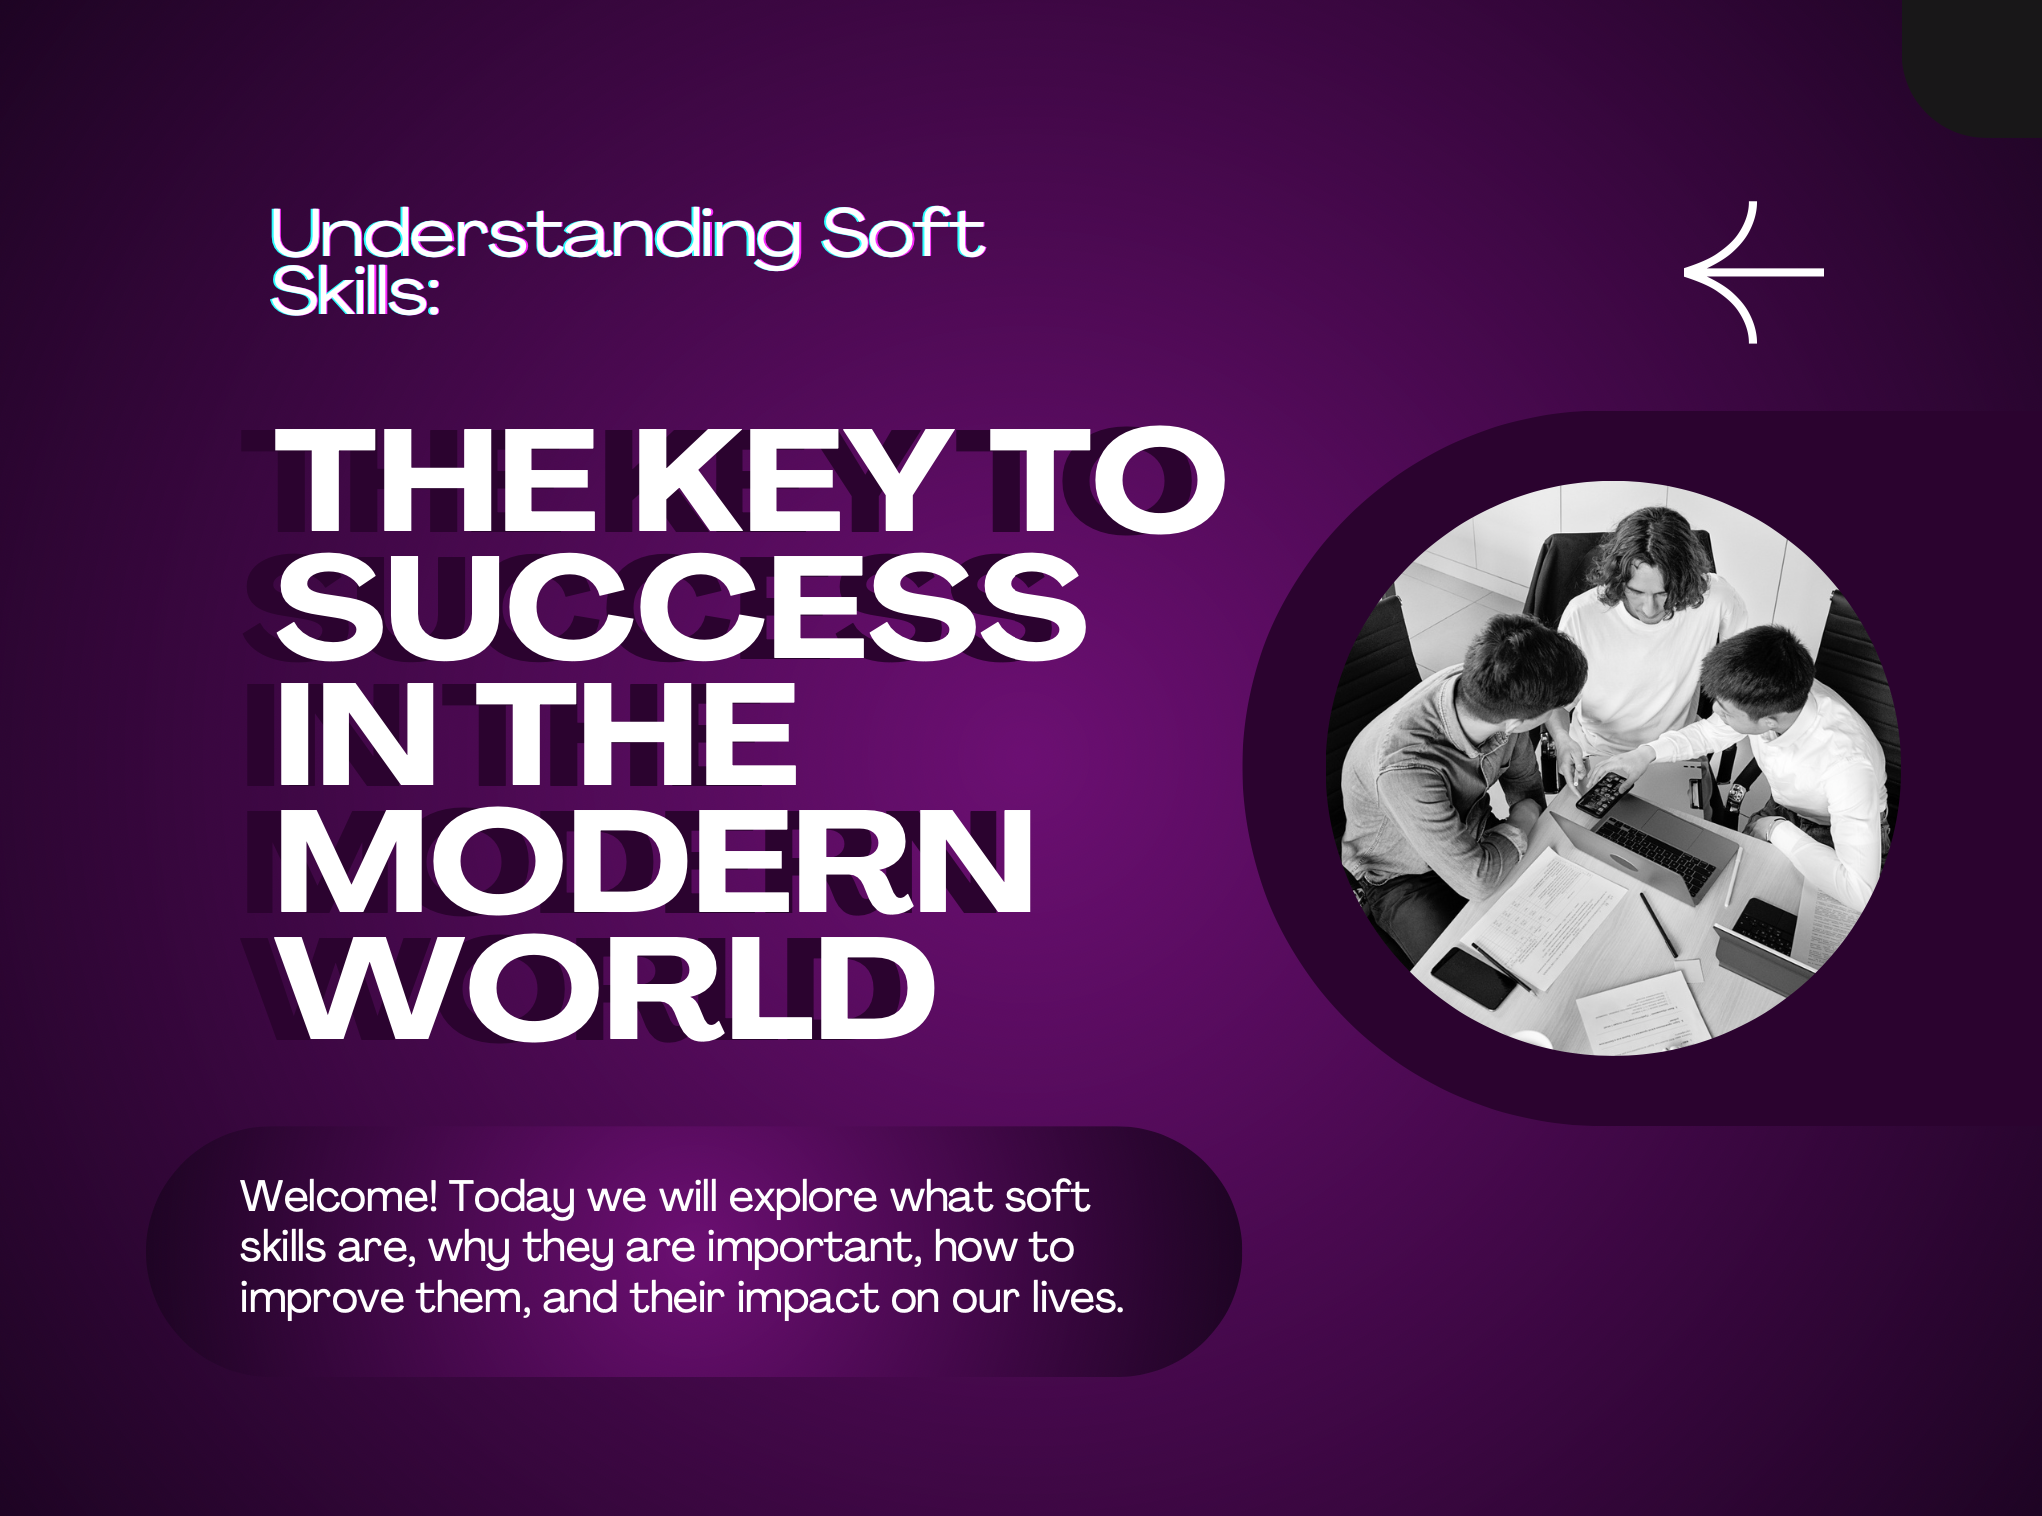 Understanding Soft
Skills:
THE KEY TO
SUCCESS
IN THE
MODERN
WORLD
Welcome! Today we will explore what soft
skills are, why they are important, how to
improve them, and their impact on our lives.